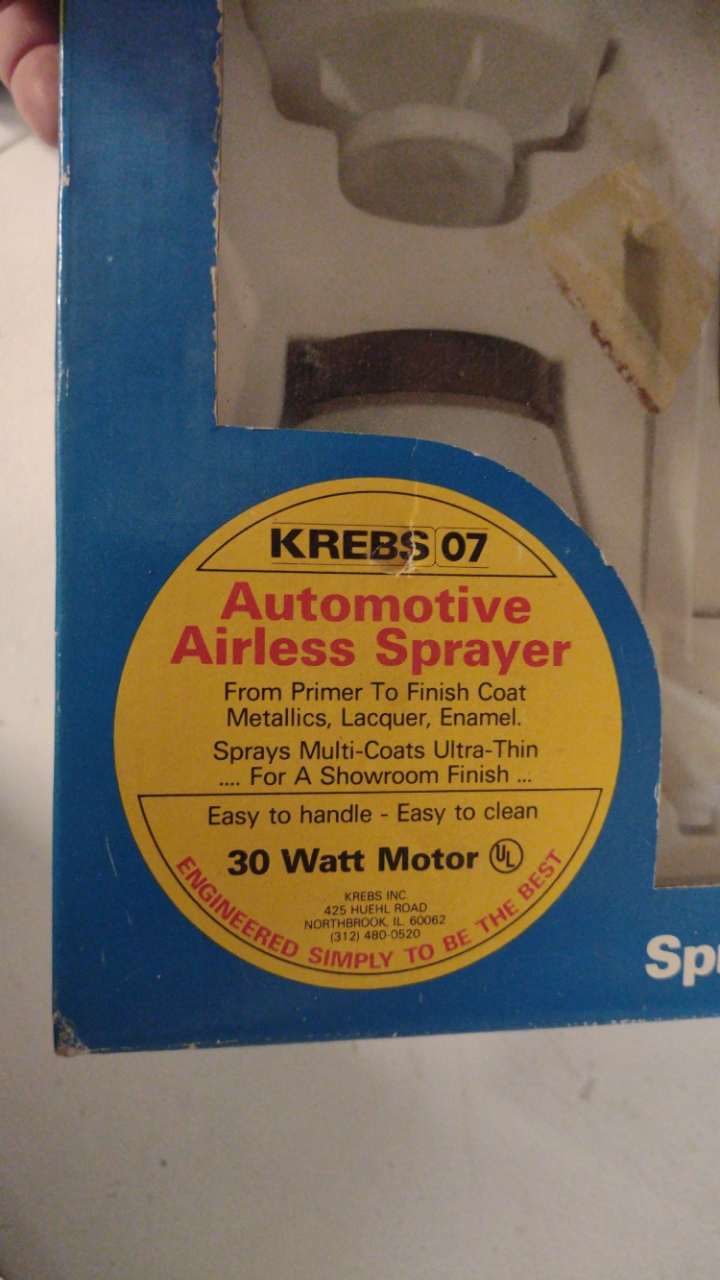 KREBS 07
Automotive
Airless Sprayer
From Primer To Finish Coat
Metallics, Lacquer, Enamel.
Sprays Multi-Coats Ultra-Thin
.... For A Showroom Finish ...
Easy to handle - Easy to clean
30 Watt Motor UL
KREBS INC.
425 HUEHL ROAD
NORTHBROOK, IL. 60062
(312) 480-0520
ENGINEERED SIMPLY TO BE THE BEST